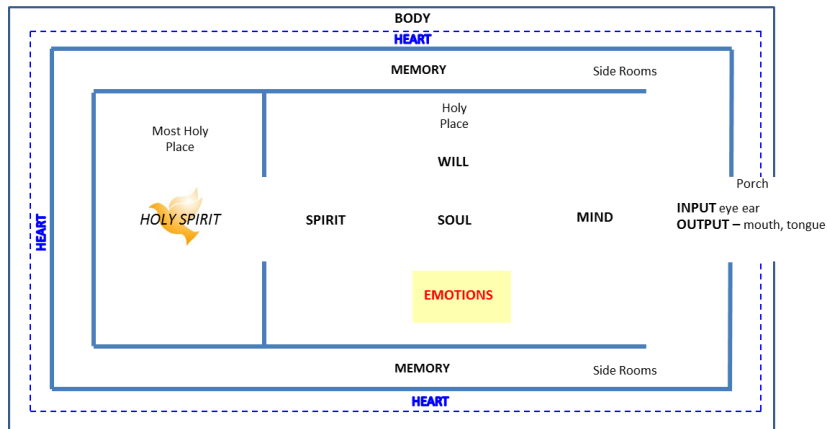 BODY
HEART
MEMORY
Side Rooms
Holy
Place
Most Holy
Place
WILL
Porch
HEART
HOLY SPIRIT
SPIRIT
SOUL
MIND
INPUT eye ear
OUTPUT – mouth, tongue
EMOTIONS
MEMORY
Side Rooms
HEART